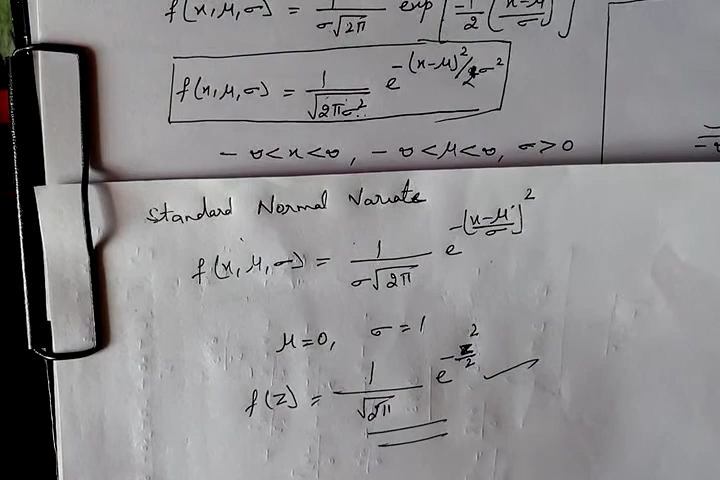 f(x, μ, σ) = 1/(σ√2π) exp[-1/2 ((x-μ)/σ)]
f(x, μ, σ) = 1/√(2πσ²) e^(-(x-μ)²/2σ²)
- ∞ < x < ∞, - ∞ < μ < ∞, σ > 0
Standard Normal Variate
f(x, μ, σ) = 1/(σ√2π) e^(-[(x-μ)/σ]²)
μ = 0, σ = 1
f(z) = 1/√2π e^(-z²/2)